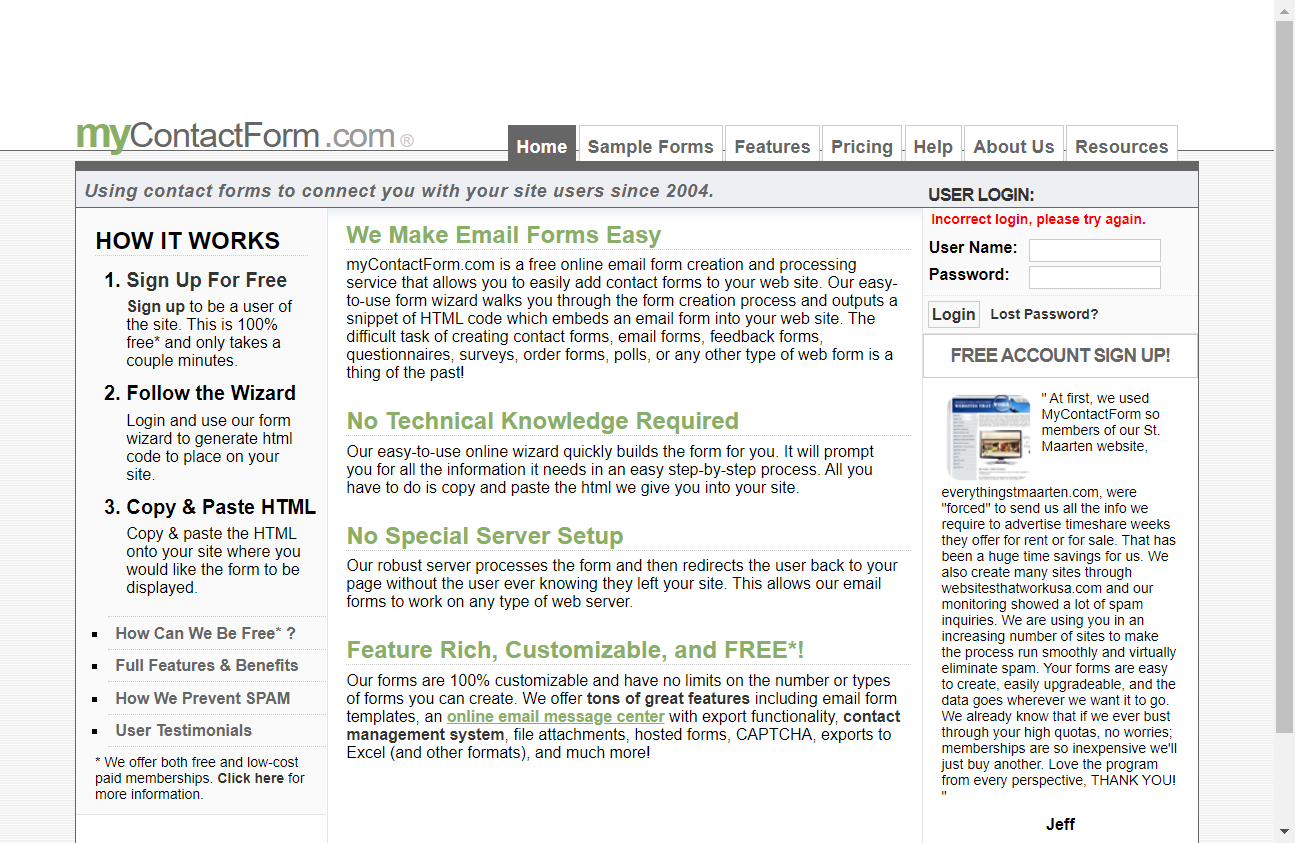 myContactForm.com ®
Home
Sample Forms
Features
Pricing
Help
About Us
Resources
Using contact forms to connect you with your site users since 2004.
USER LOGIN:
Incorrect login, please try again.
User Name:
Password:
Login
Lost Password?
FREE ACCOUNT SIGN UP!
HOW IT WORKS
1. Sign Up For Free
Sign up to be a user of
the site. This is 100%
free* and only takes a
couple minutes.
2. Follow the Wizard
Login and use our form
wizard to generate html
code to place on your
site.
3. Copy & Paste HTML
Copy & paste the HTML
onto your site where you
would like the form to be
displayed.
How Can We Be Free* ?
Full Features & Benefits
How We Prevent SPAM
User Testimonials
* We offer both free and low-cost
paid memberships. Click here for
more information.
We Make Email Forms Easy
myContactForm.com is a free online email form creation and processing
service that allows you to easily add contact forms to your web site. Our easy-
to-use form wizard walks you through the form creation process and outputs a
snippet of HTML code which embeds an email form into your web site. The
difficult task of creating contact forms, email forms, feedback forms,
questionnaires, surveys, order forms, polls, or any other type of web form is a
thing of the past!
No Technical Knowledge Required
Our easy-to-use online wizard quickly builds the form for you. It will prompt
you for all the information it needs in an easy step-by-step process. All you
have to do is copy and paste the html we give you into your site.
No Special Server Setup
Our robust server processes the form and then redirects the user back to your
page without the user ever knowing they left your site. This allows our email
forms to work on any type of web server.
Feature Rich, Customizable, and FREE*!
Our forms are 100% customizable and have no limits on the number or types
of forms you can create. We offer tons of great features including email form
templates, an online email message center with export functionality, contact
management system, file attachments, hosted forms, CAPTCHA, exports to
Excel (and other formats), and much more!
" At first, we used
MyContactForm so
members of our St.
Maarten website,
everythingstmaarten.com, were
"forced" to send us all the info we
require to advertise timeshare weeks
they offer for rent or for sale. That has
been a huge time savings for us. We
also create many sites through
websitesthatworkusa.com and our
monitoring showed a lot of spam
inquiries. We are using you in an
increasing number of sites to make
the process run smoothly and virtually
eliminate spam. Your forms are easy
to create, easily upgradeable, and the
data goes wherever we want it to go.
We already know that if we ever bust
through your high quotas, no worries;
memberships are so inexpensive we'll
just buy another. Love the program
from every perspective, THANK YOU!
"
Jeff